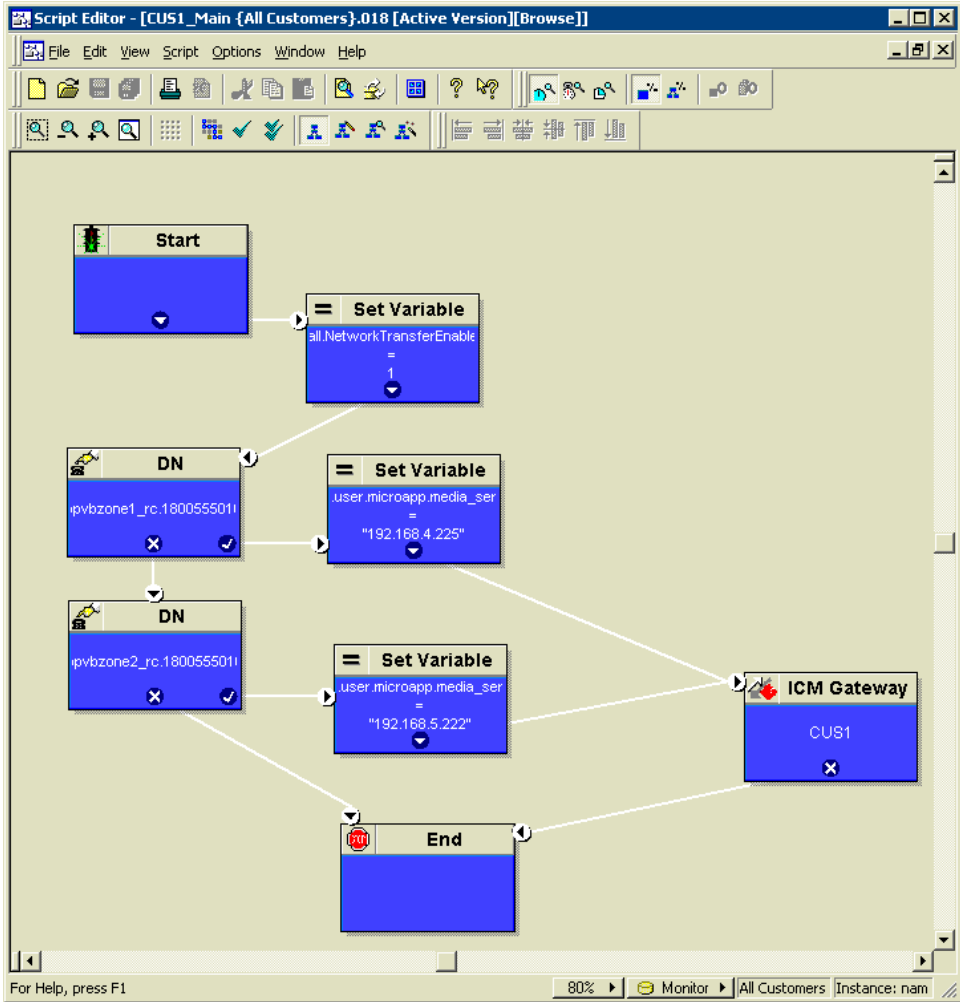 Script Editor - [CUS1_Main {All Customers}.018 [Active Version][Browse]]
File Edit View Script Options Window Help
Start
Set Variable
all.NetworkTransferEnable
=
1
DN
Set Variable
pvbzone1_rc.180055501
.user.microapp.media_ser
=
"192.168.4.225"
DN
pvbzone2_rc.180055501
Set Variable
.user.microapp.media_ser
=
"192.168.5.222"
ICM Gateway
CUS1
End
For Help, press F1
80%
Monitor
All Customers
Instance: nam